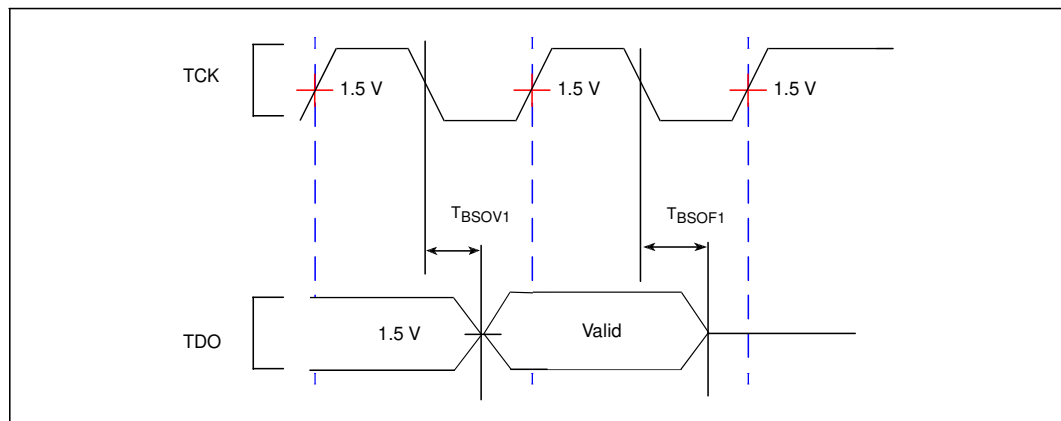 TCK
1.5 V
1.5 V
1.5 V
TBSOV1
TBSOF1
TDO
1.5 V
Valid